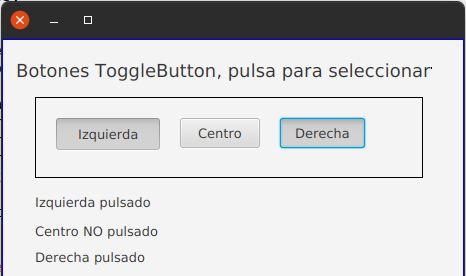 Botones ToggleButton, pulsa para seleccionar
Izquierda Centro Derecha
Izquierda pulsado
Centro NO pulsado
Derecha pulsado